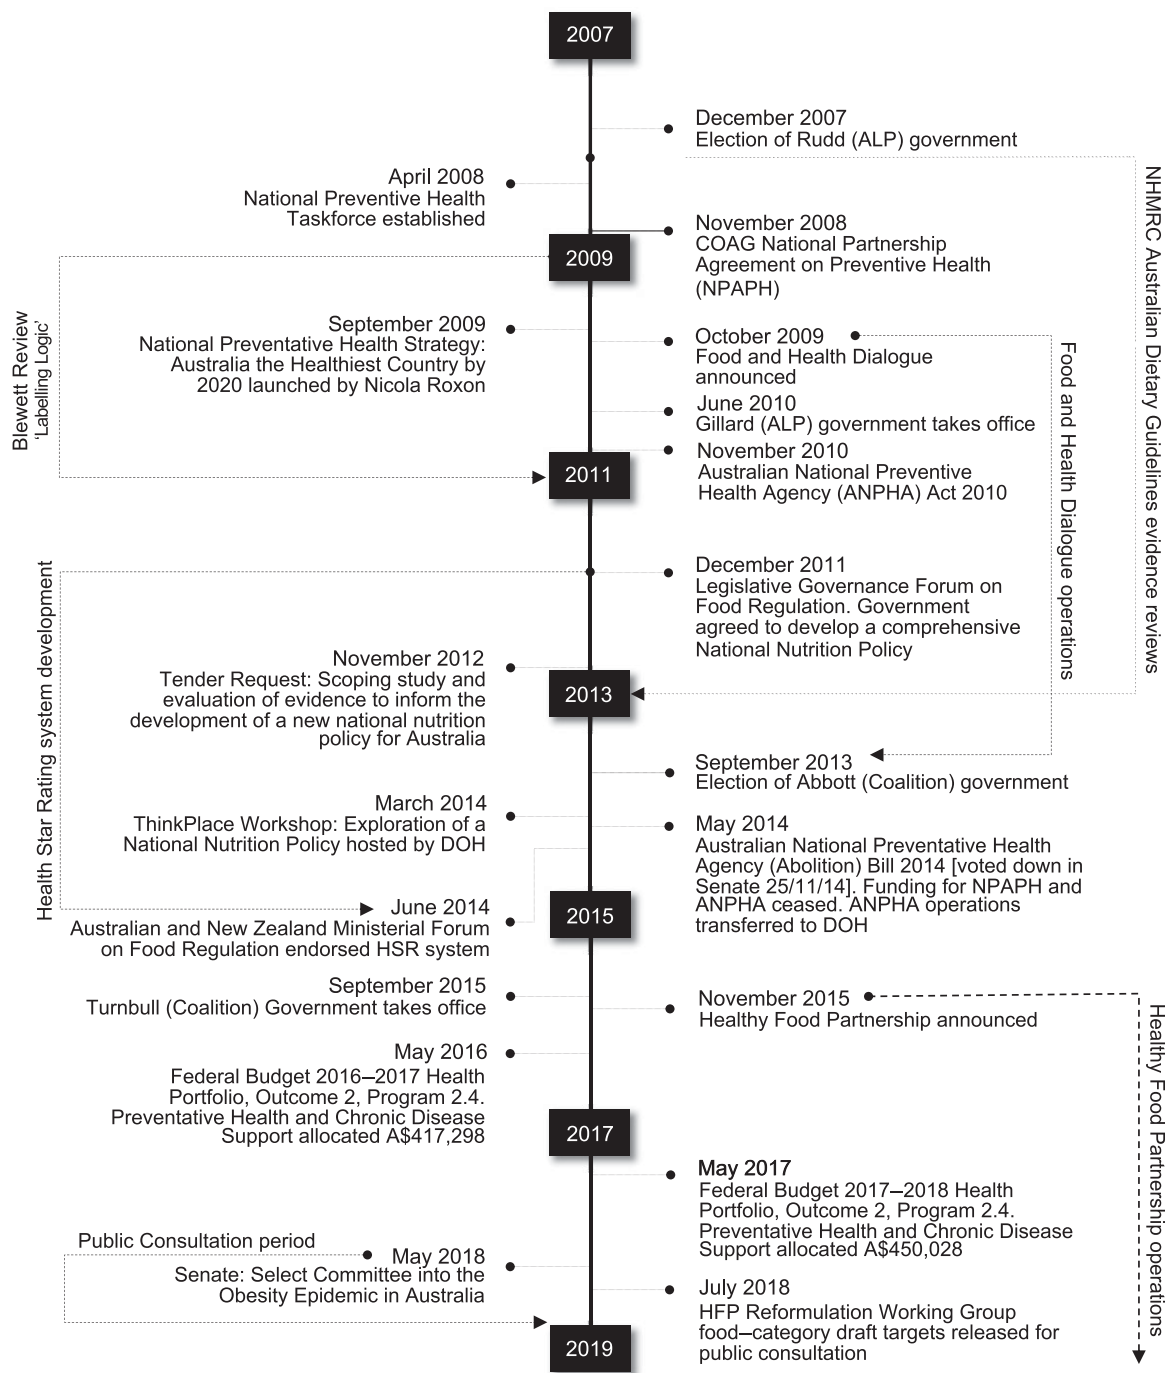 2007
December 2007
Election of Rudd (ALP) government
April 2008
National Preventive Health
Taskforce established
November 2008
COAG National Partnership
Agreement on Preventive Health
(NPAPH)
2009
September 2009
National Preventative Health Strategy:
Australia the Healthiest Country by
2020 launched by Nicola Roxon
October 2009
Food and Health Dialogue
announced
June 2010
Gillard (ALP) government takes office
November 2010
Australian National Preventive
Health Agency (ANPHA) Act 2010
2011
Blewett Review
‘Labelling Logic’
December 2011
Legislative Governance Forum on
Food Regulation. Government
agreed to develop a comprehensive
National Nutrition Policy
November 2012
Tender Request: Scoping study and
evaluation of evidence to inform the
development of a new national nutrition
policy for Australia
2013
NHMRC Australian Dietary Guidelines evidence reviews
Food and Health Dialogue operations
September 2013
Election of Abbott (Coalition) government
March 2014
ThinkPlace Workshop: Exploration of a
National Nutrition Policy hosted by DOH
May 2014
Australian National Preventative Health
Agency (Abolition) Bill 2014 [voted down in
Senate 25/11/14]. Funding for NPAPH and
ANPHA ceased. ANPHA operations
transferred to DOH
Health Star Rating system development
June 2014
Australian and New Zealand Ministerial Forum
on Food Regulation endorsed HSR system
2015
September 2015
Turnbull (Coalition) Government takes office
November 2015
Healthy Food Partnership announced
May 2016
Federal Budget 2016–2017 Health
Portfolio, Outcome 2, Program 2.4.
Preventative Health and Chronic Disease
Support allocated A$417,298
2017
May 2017
Federal Budget 2017–2018 Health
Portfolio, Outcome 2, Program 2.4.
Preventative Health and Chronic Disease
Support allocated A$450,028
Public Consultation period
May 2018
Senate: Select Committee into the
Obesity Epidemic in Australia
July 2018
HFP Reformulation Working Group
food–category draft targets released for
public consultation
Healthy Food Partnership operations
2019